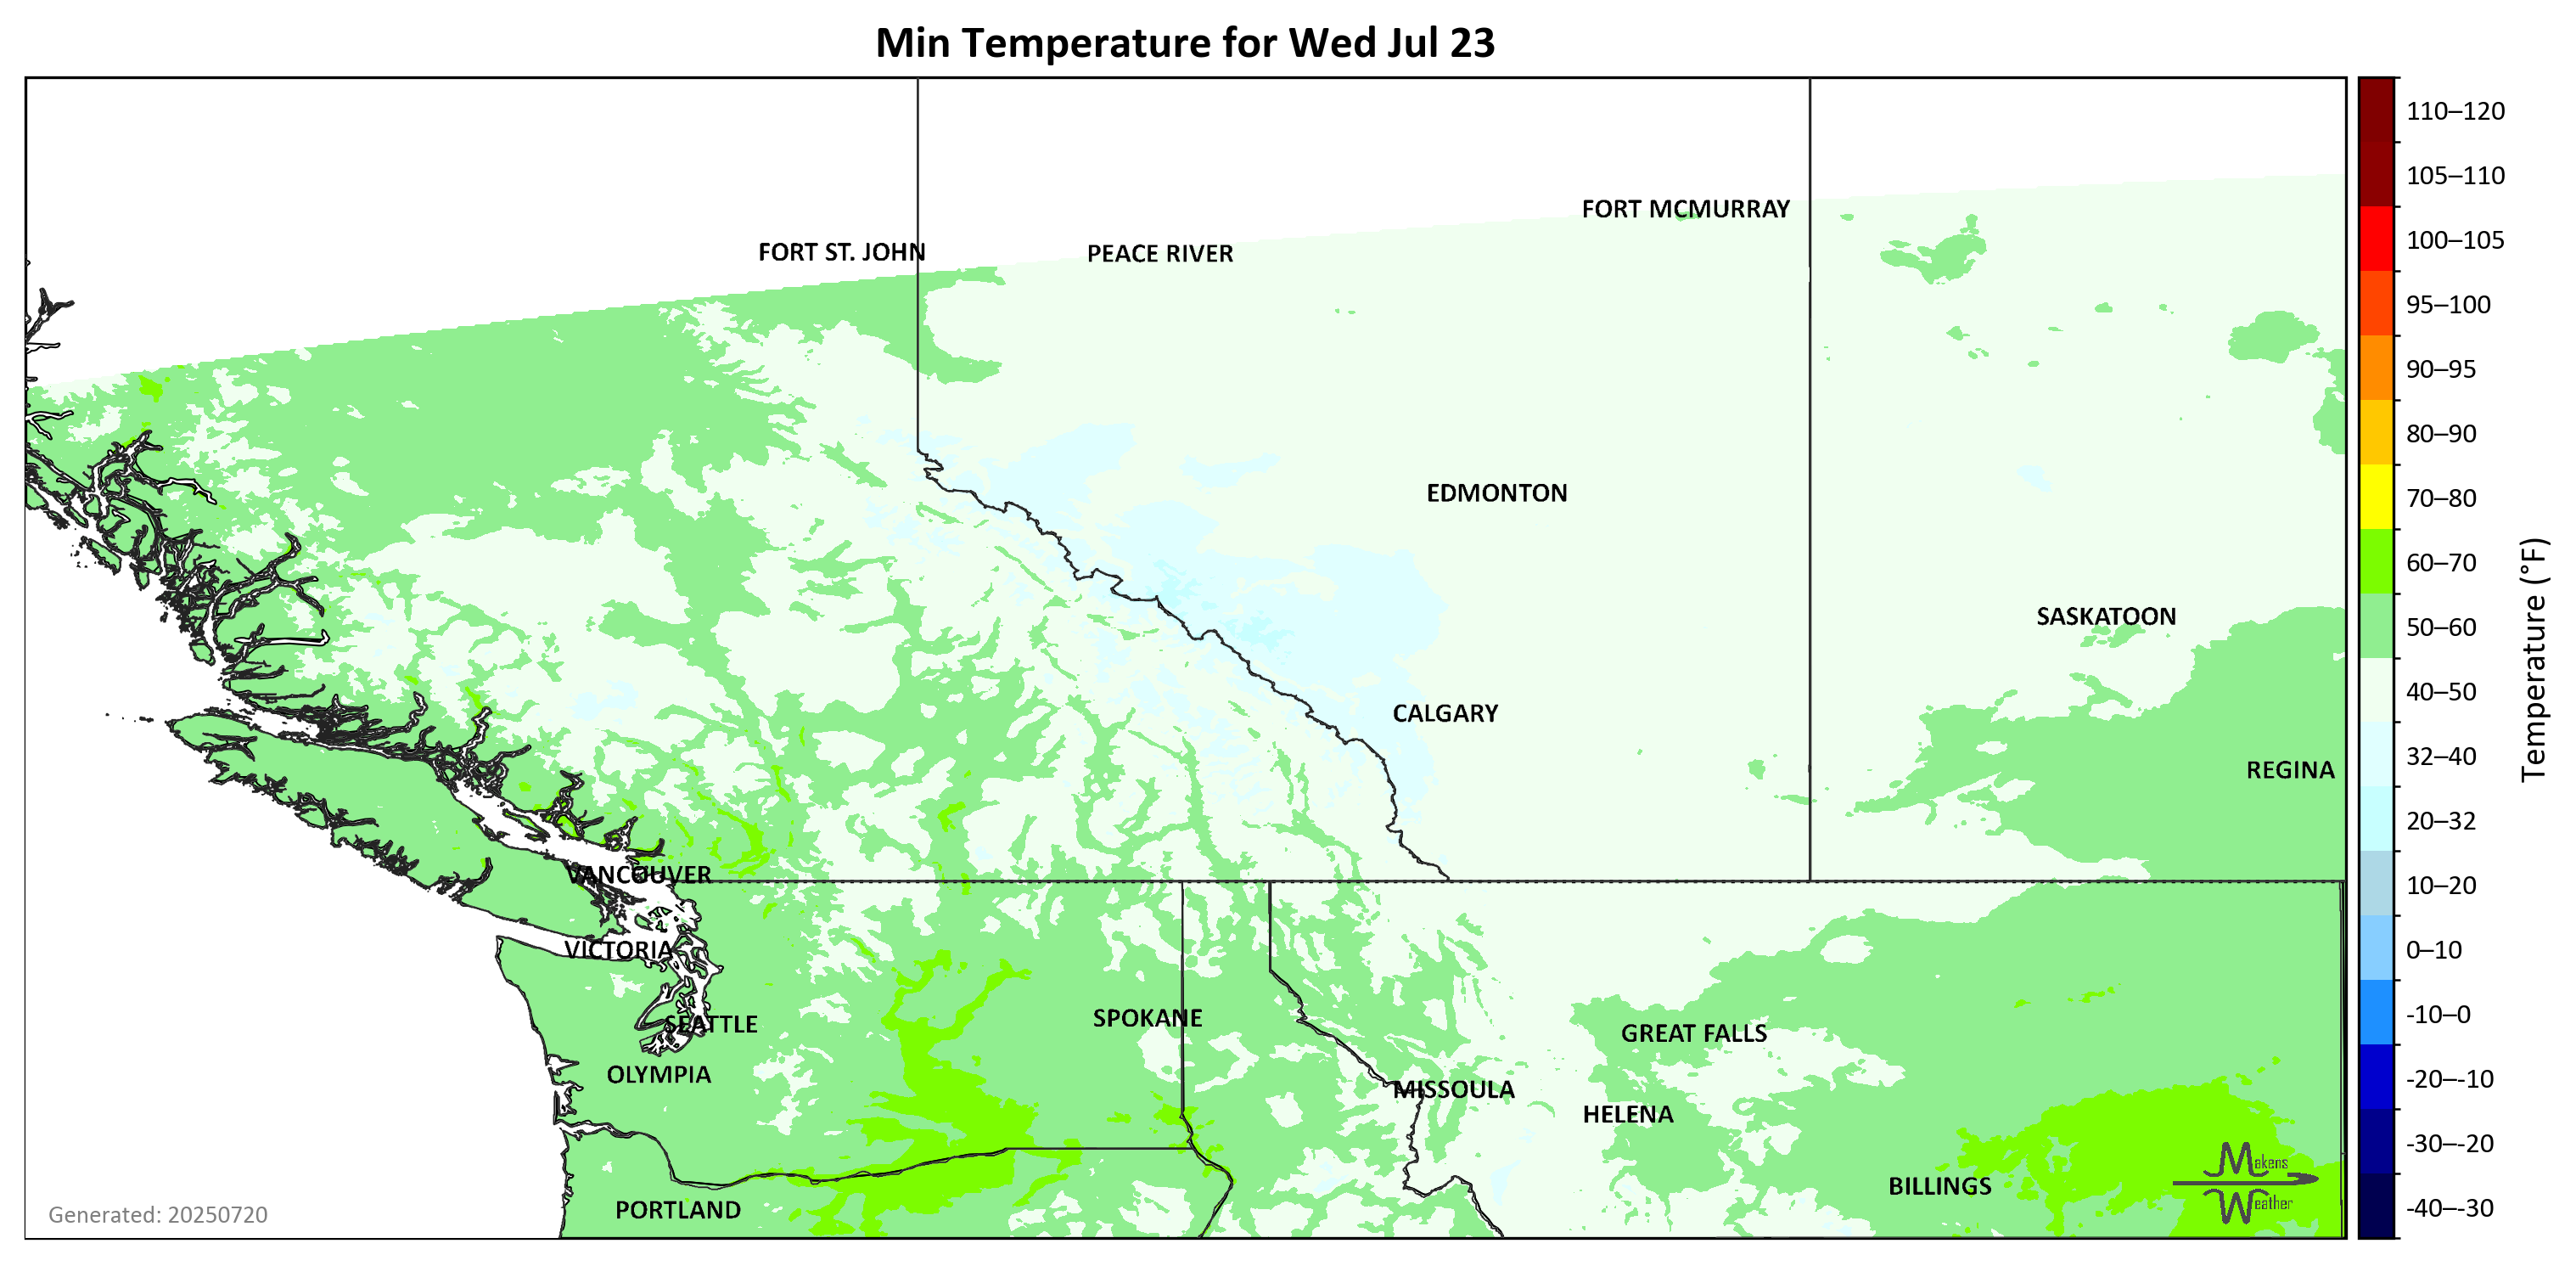 Min Temperature for Wed Jul 23
110–120
105–110
100–105
95–100
90–95
80–90
70–80
60–70
50–60
40–50
32–40
20–32
10–20
0–10
-10–0
-20–-10
-30–-20
-40–-30
Temperature (°F)
FORT MCMURRAY
FORT ST. JOHN
PEACE RIVER
EDMONTON
SASKATOON
CALGARY
REGINA
VANCOUVER
VICTORIA
SEATTLE
SPOKANE
GREAT FALLS
OLYMPIA
MISSOULA
HELENA
BILLINGS
PORTLAND
Makens
Weather
Generated: 20250720